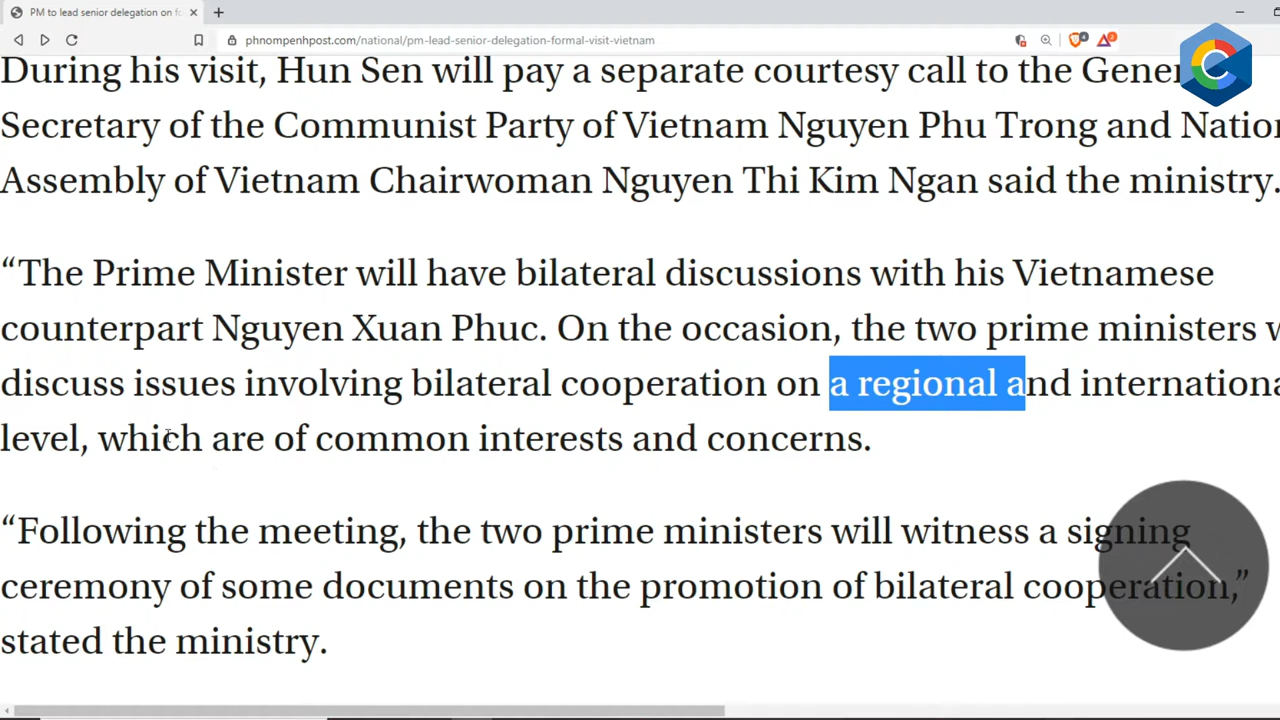 PM to lead senior delegation on fo
phnompenhpost.com/national/pm-lead-senior-delegation-formal-visit-vietnam
4
2
During his visit, Hun Sen will pay a separate courtesy call to the Gener
Secretary of the Communist Party of Vietnam Nguyen Phu Trong and Nation
Assembly of Vietnam Chairwoman Nguyen Thi Kim Ngan said the ministry.
“The Prime Minister will have bilateral discussions with his Vietnamese
counterpart Nguyen Xuan Phuc. On the occasion, the two prime ministers w
discuss issues involving bilateral cooperation on a regional and internationa
level, which are of common interests and concerns.
“Following the meeting, the two prime ministers will witness a signing
ceremony of some documents on the promotion of bilateral cooperation,”
stated the ministry.